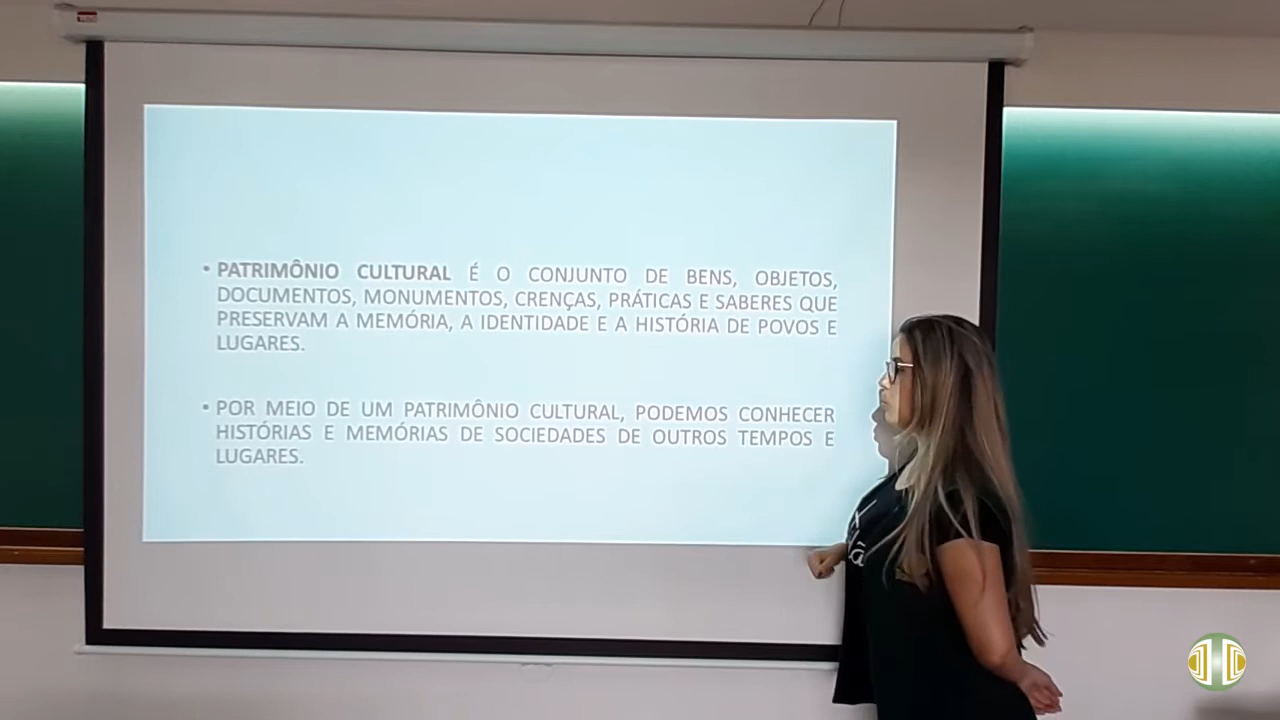 • PATRIMÔNIO CULTURAL É O CONJUNTO DE BENS, OBJETOS,
DOCUMENTOS, MONUMENTOS, CRENÇAS, PRÁTICAS E SABERES QUE
PRESERVAM A MEMÓRIA, A IDENTIDADE E A HISTÓRIA DE POVOS E
LUGARES.
• POR MEIO DE UM PATRIMÔNIO CULTURAL, PODEMOS CONHECER
HISTÓRIAS E MEMÓRIAS DE SOCIEDADES DE OUTROS TEMPOS E
LUGARES.